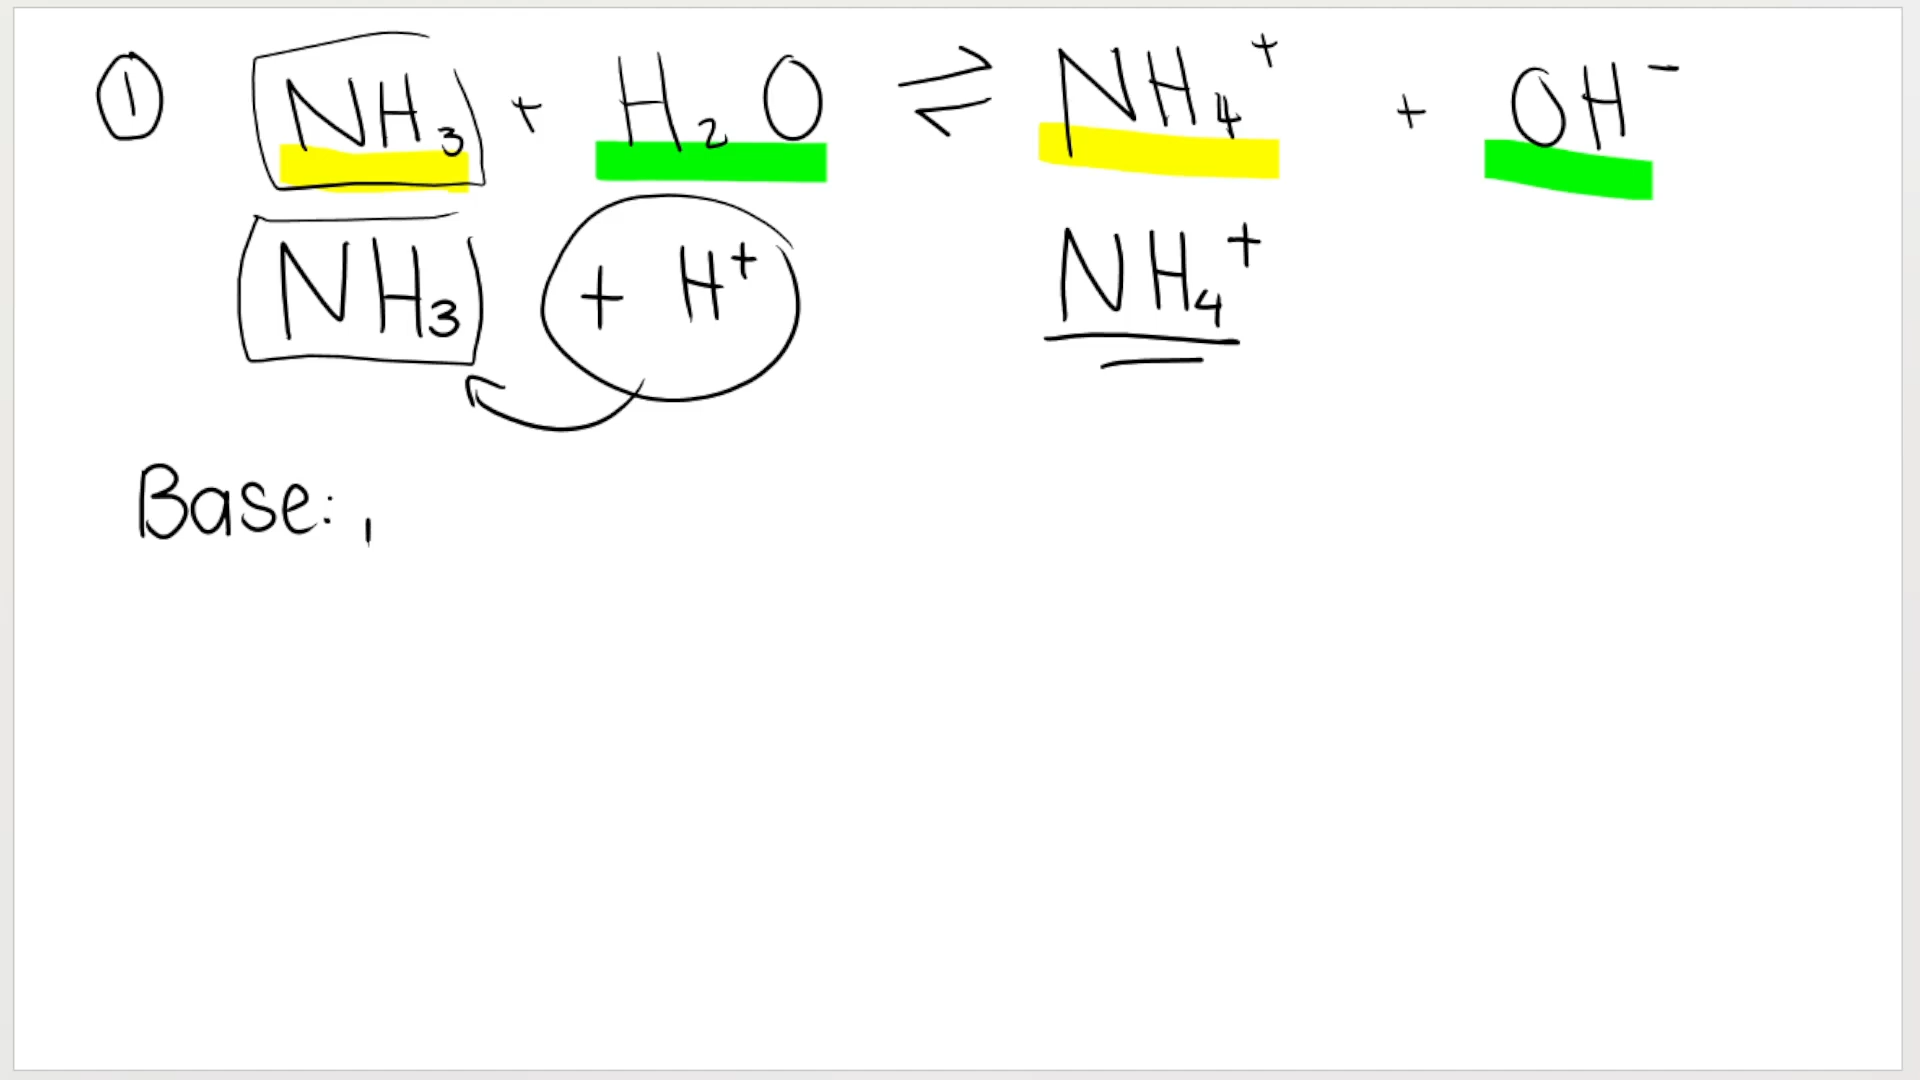 ① NH₃ + H₂O ⇌ NH₄⁺ + OH⁻
NH₃ + H⁺ NH₄⁺
Base: